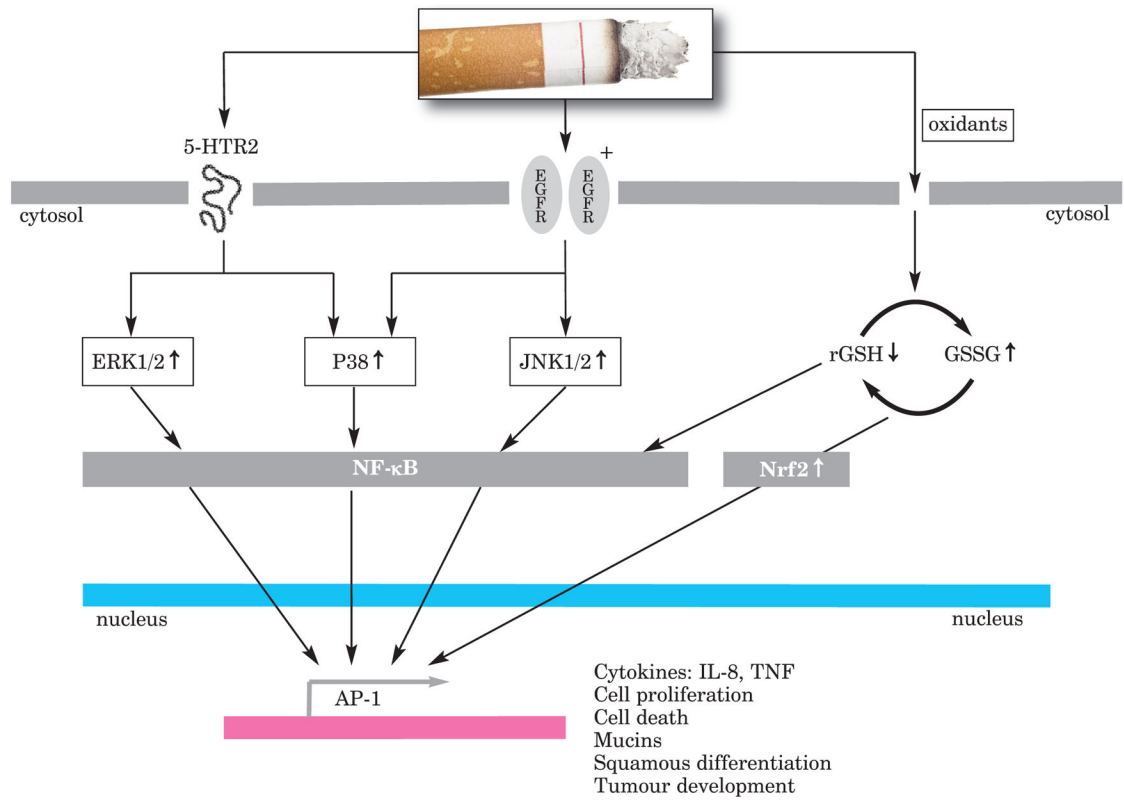 oxidants
5-HTR2
+
EGFR
EGFR
cytosol
cytosol
ERK1/2↑
P38↑
JNK1/2↑
rGSH↓
GSSG↑
NF-κB
Nrf2↑
nucleus
nucleus
AP-1
Cytokines: IL-8, TNF
Cell proliferation
Cell death
Mucins
Squamous differentiation
Tumour development